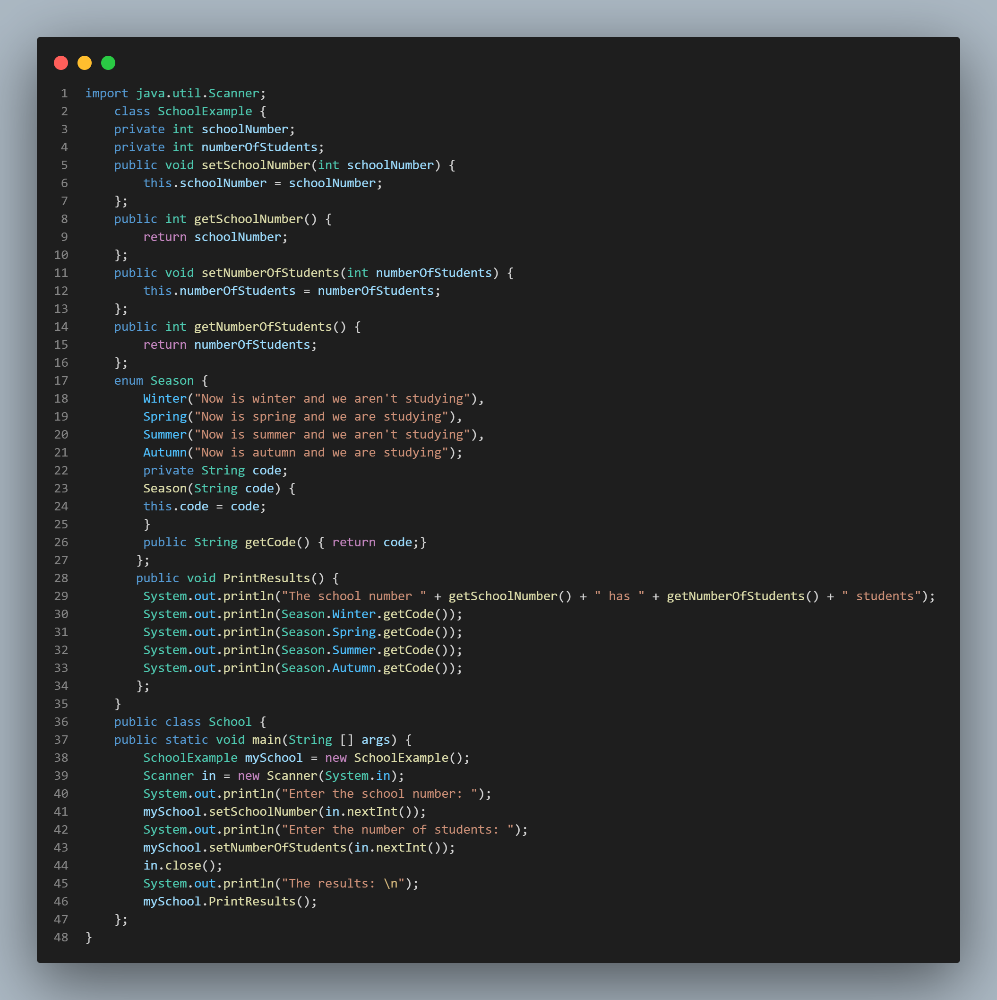 1 import java.util.Scanner;
2     class SchoolExample {
3     private int schoolNumber;
4     private int numberOfStudents;
5     public void setSchoolNumber(int schoolNumber) {
6         this.schoolNumber = schoolNumber;
7     };
8     public int getSchoolNumber() {
9         return schoolNumber;
10     };
11     public void setNumberOfStudents(int numberOfStudents) {
12         this.numberOfStudents = numberOfStudents;
13     };
14     public int getNumberOfStudents() {
15         return numberOfStudents;
16     };
17     enum Season {
18         Winter("Now is winter and we aren't studying"),
19         Spring("Now is spring and we are studying"),
20         Summer("Now is summer and we aren't studying"),
21         Autumn("Now is autumn and we are studying");
22         private String code;
23         Season(String code) {
24         this.code = code;
25         }
26         public String getCode() { return code;}
27        };
28        public void PrintResults() {
29         System.out.println("The school number " + getSchoolNumber() + " has " + getNumberOfStudents() + " students");
30         System.out.println(Season.Winter.getCode());
31         System.out.println(Season.Spring.getCode());
32         System.out.println(Season.Summer.getCode());
33         System.out.println(Season.Autumn.getCode());
34        };
35     }
36     public class School {
37     public static void main(String [] args) {
38         SchoolExample mySchool = new SchoolExample();
39         Scanner in = new Scanner(System.in);
40         System.out.println("Enter the school number: ");
41         mySchool.setSchoolNumber(in.nextInt());
42         System.out.println("Enter the number of students: ");
43         mySchool.setNumberOfStudents(in.nextInt());
44         in.close();
45         System.out.println("The results: \n");
46         mySchool.PrintResults();
47     };
48 }